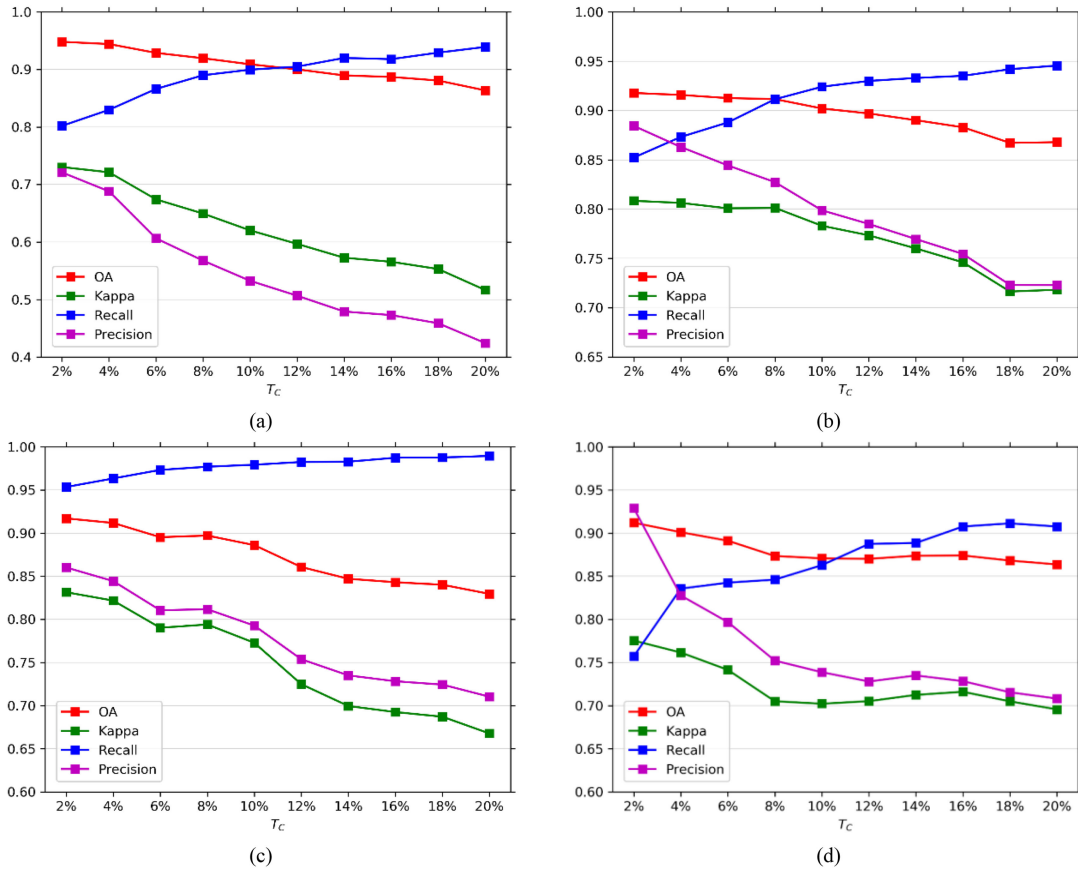 1.0
0.9
0.8
0.7
0.6
0.5
0.4
OA
Kappa
Recall
Precision
2% 4% 6% 8% 10% 12% 14% 16% 18% 20%
T_C
(a)
1.00
0.95
0.90
0.85
0.80
0.75
0.70
0.65
OA
Kappa
Recall
Precision
2% 4% 6% 8% 10% 12% 14% 16% 18% 20%
T_C
(b)
1.00
0.95
0.90
0.85
0.80
0.75
0.70
0.65
0.60
OA
Kappa
Recall
Precision
2% 4% 6% 8% 10% 12% 14% 16% 18% 20%
T_C
(c)
1.00
0.95
0.90
0.85
0.80
0.75
0.70
0.65
0.60
OA
Kappa
Recall
Precision
2% 4% 6% 8% 10% 12% 14% 16% 18% 20%
T_C
(d)